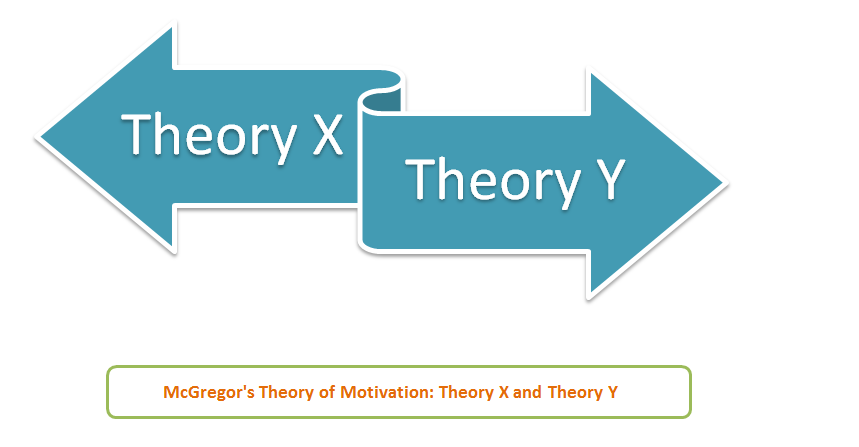 Theory X
Theory Y
McGregor's Theory of Motivation: Theory X and Theory Y